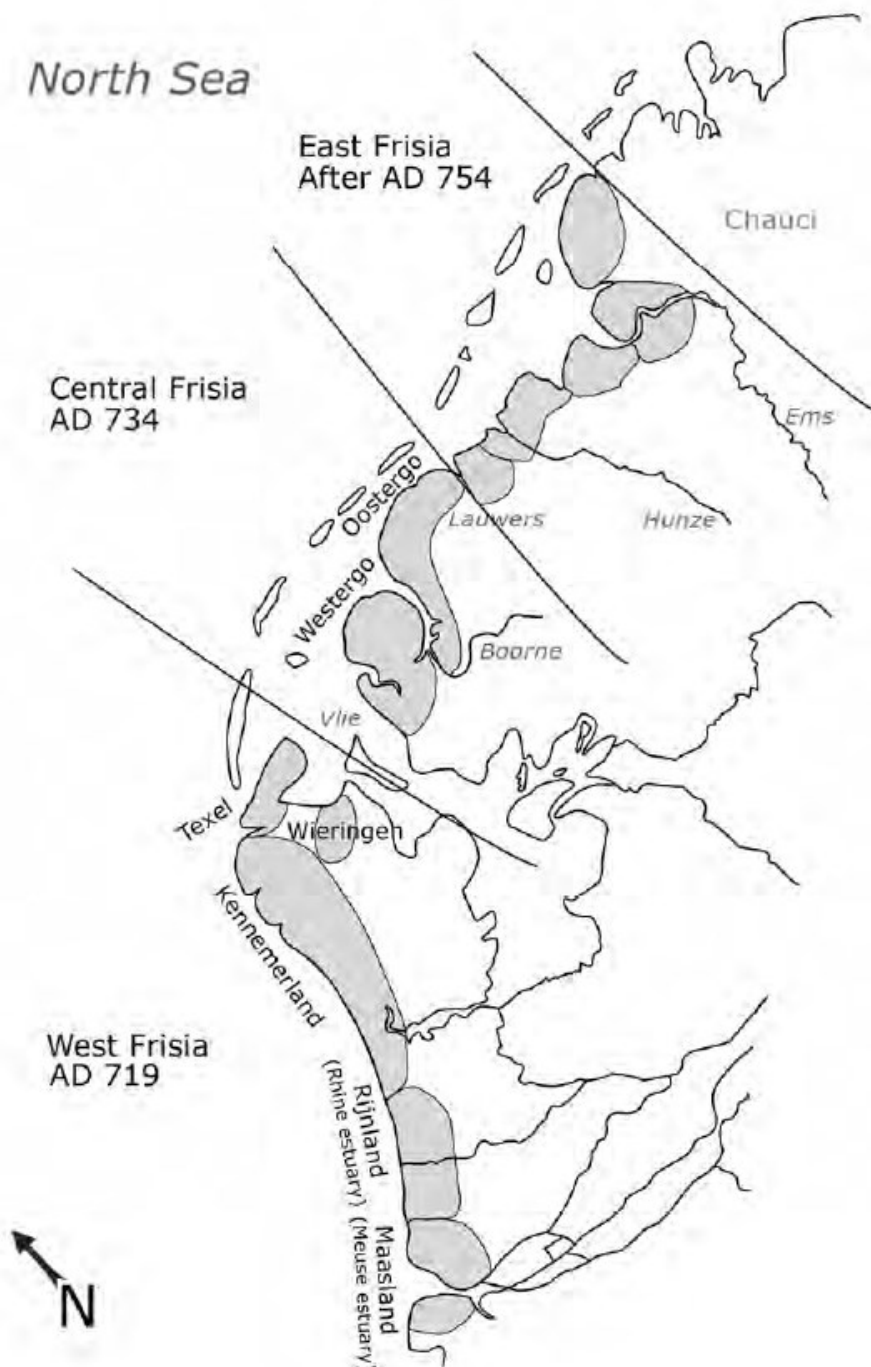 North Sea
East Frisia
After AD 754
Chauci
Central Frisia
AD 734
Ems
Oostergo
Lauwers
Hunze
Westergo
Boorne
Vlie
Texel
Wieringen
Kennemerland
West Frisia
AD 719
Rijnland
(Rhine estuary)
Maasland
(Meuse estuary)
N